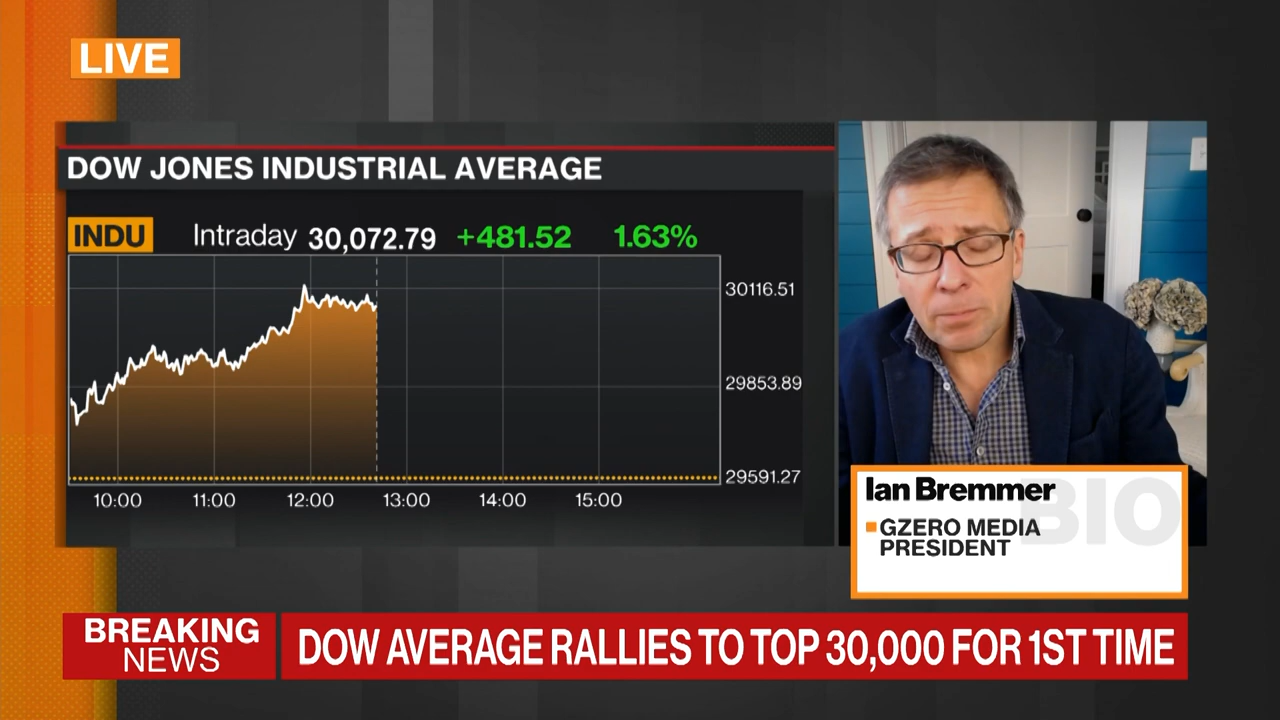 LIVE
DOW JONES INDUSTRIAL AVERAGE
INDU Intraday 30,072.79 +481.52 1.63%
30116.51
29853.89
29591.27
10:00 11:00 12:00 13:00 14:00 15:00
Ian Bremmer
BIO
GZERO MEDIA
PRESIDENT
BREAKING
NEWS
DOW AVERAGE RALLIES TO TOP 30,000 FOR 1ST TIME